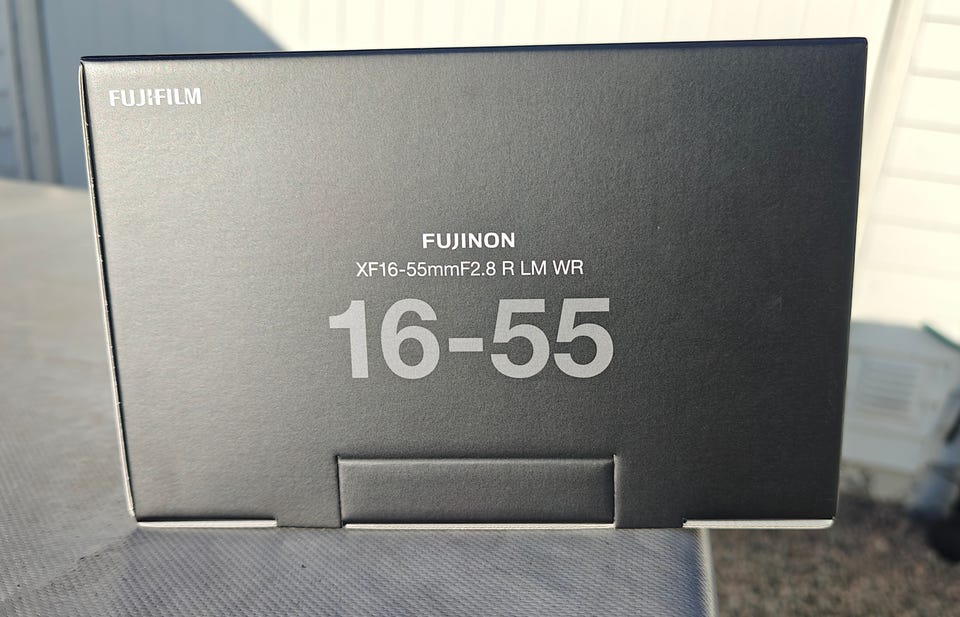 FUJIFILM
FUJINON
XF16-55mmF2.8 R LM WR
16-55